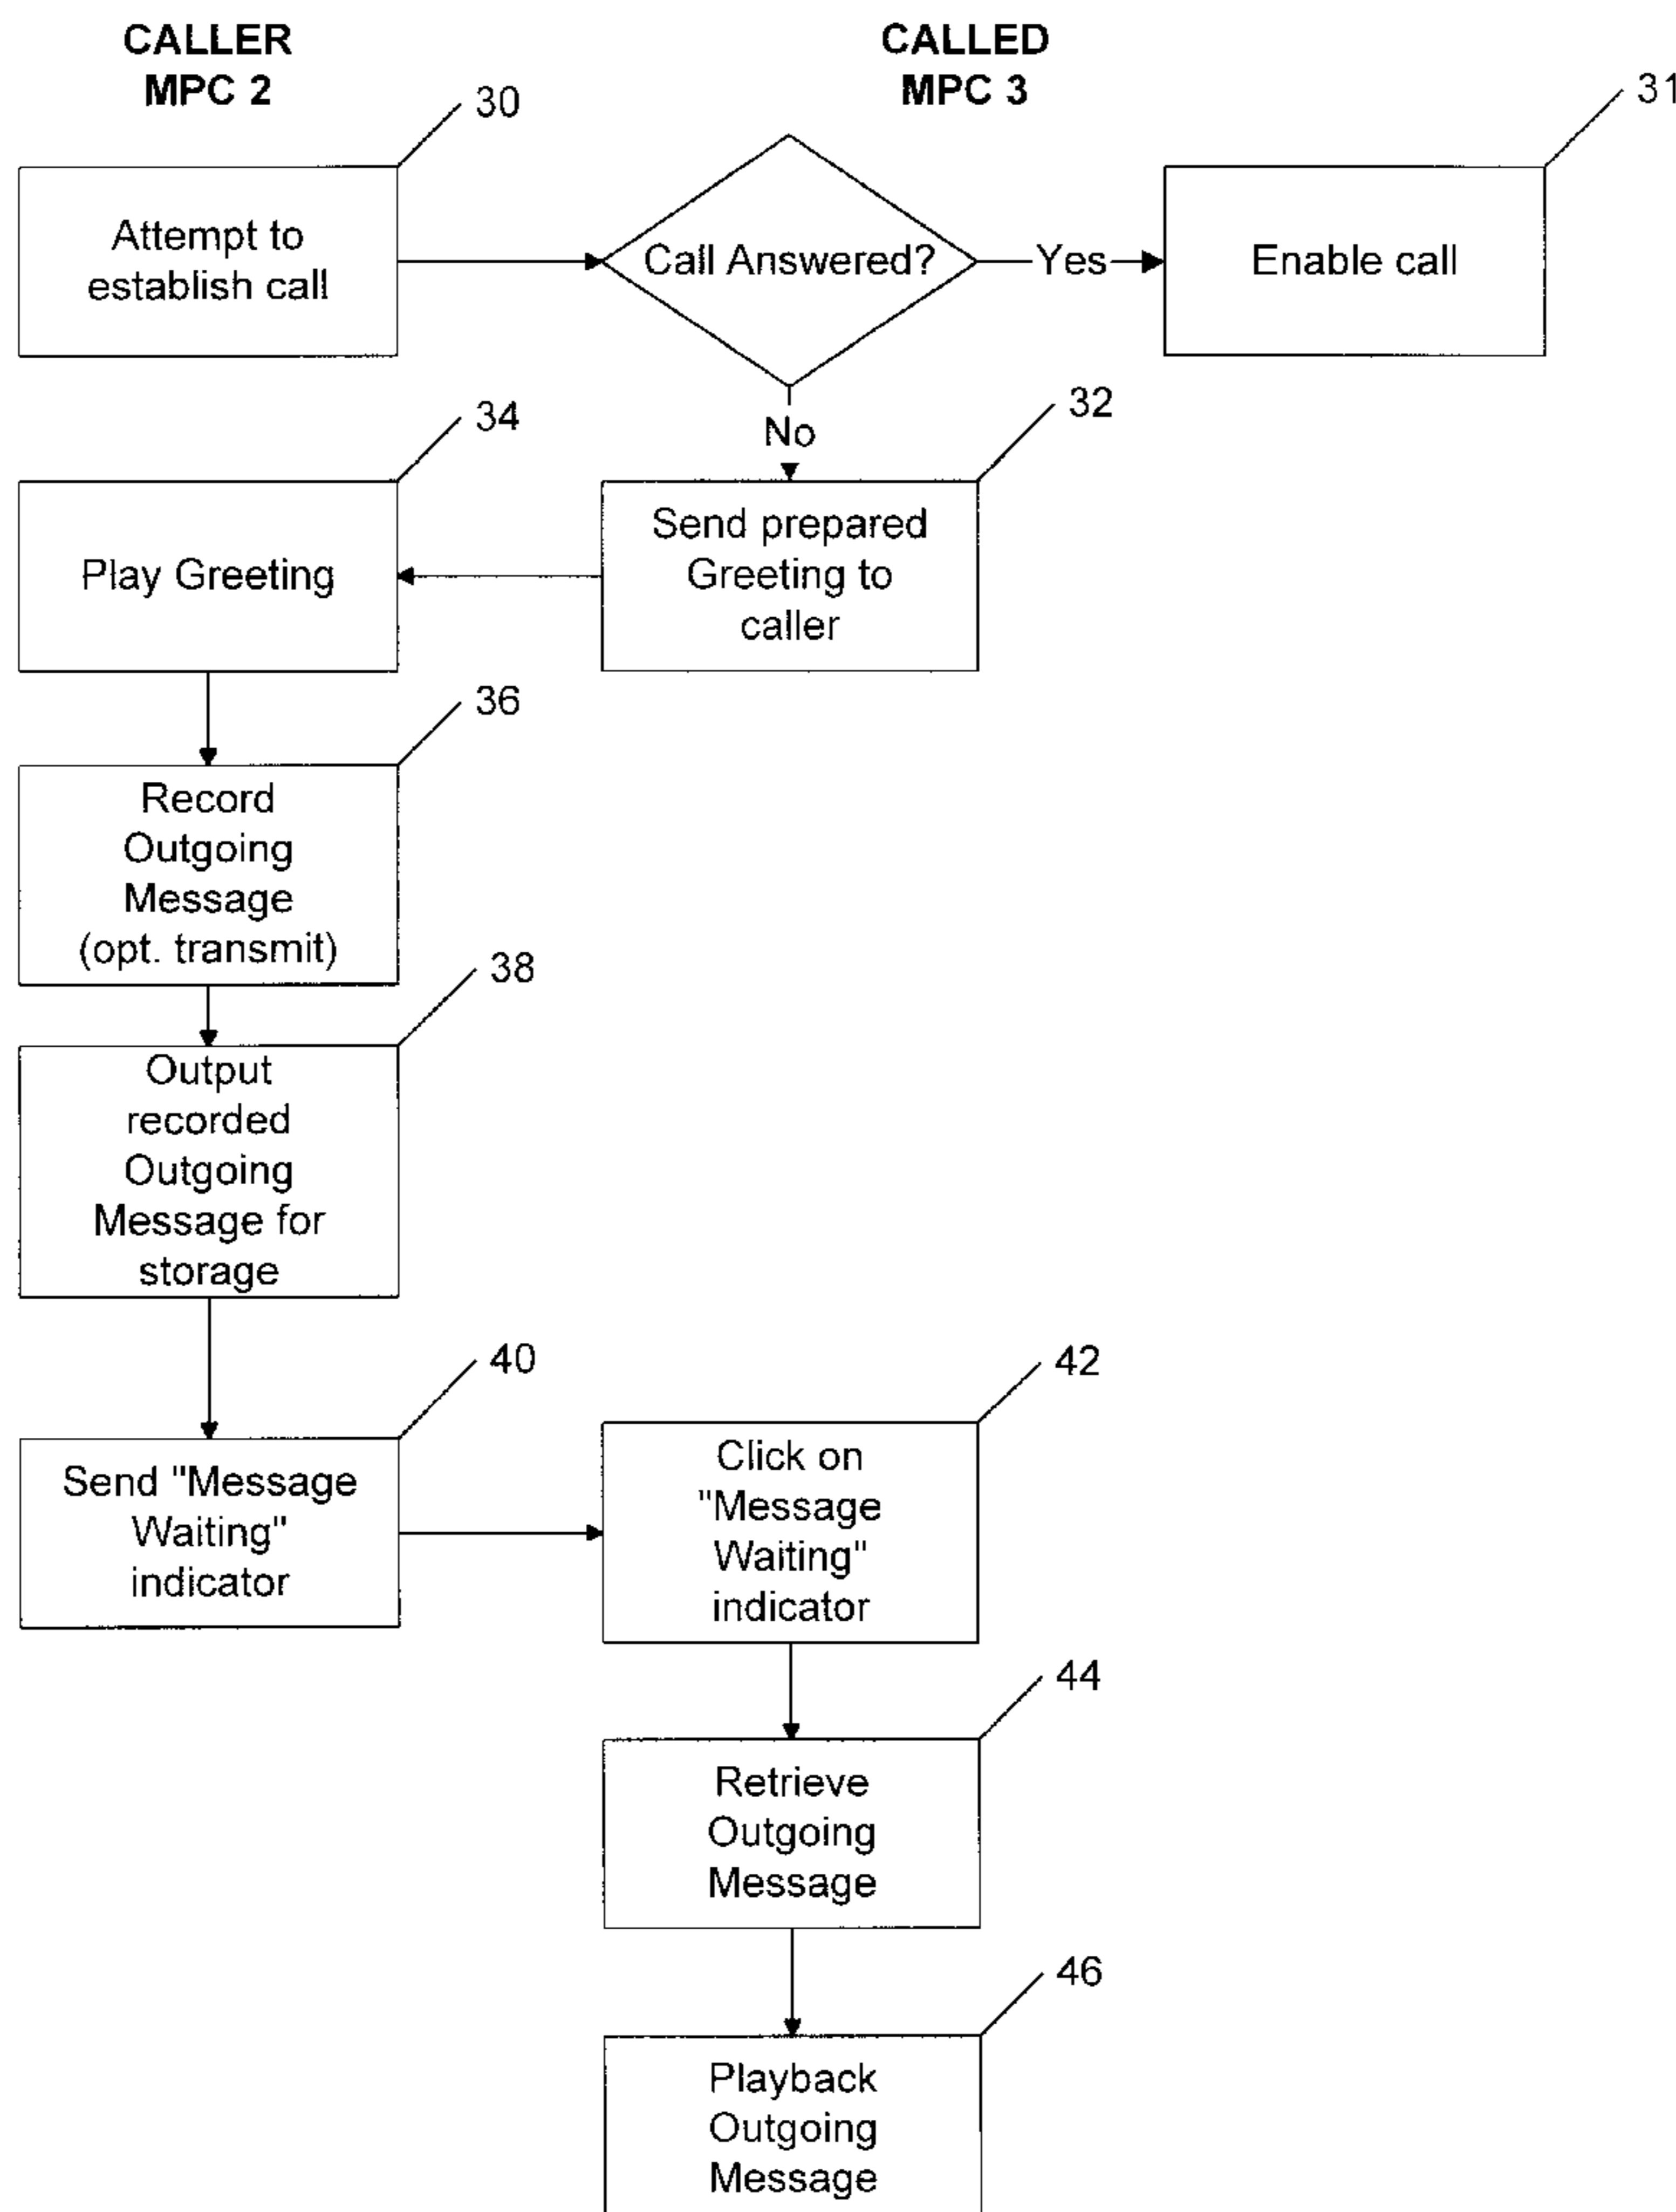 CALLER
MPC 2
CALLED
MPC 3
30
31
Attempt to
establish call
Call Answered?
Yes
Enable call
No
34
32
Play Greeting
Send prepared
Greeting to
caller
36
Record
Outgoing
Message
(opt. transmit)
38
Output
recorded
Outgoing
Message for
storage
40
42
Send "Message
Waiting"
indicator
Click on
"Message
Waiting"
indicator
44
Retrieve
Outgoing
Message
46
Playback
Outgoing
Message